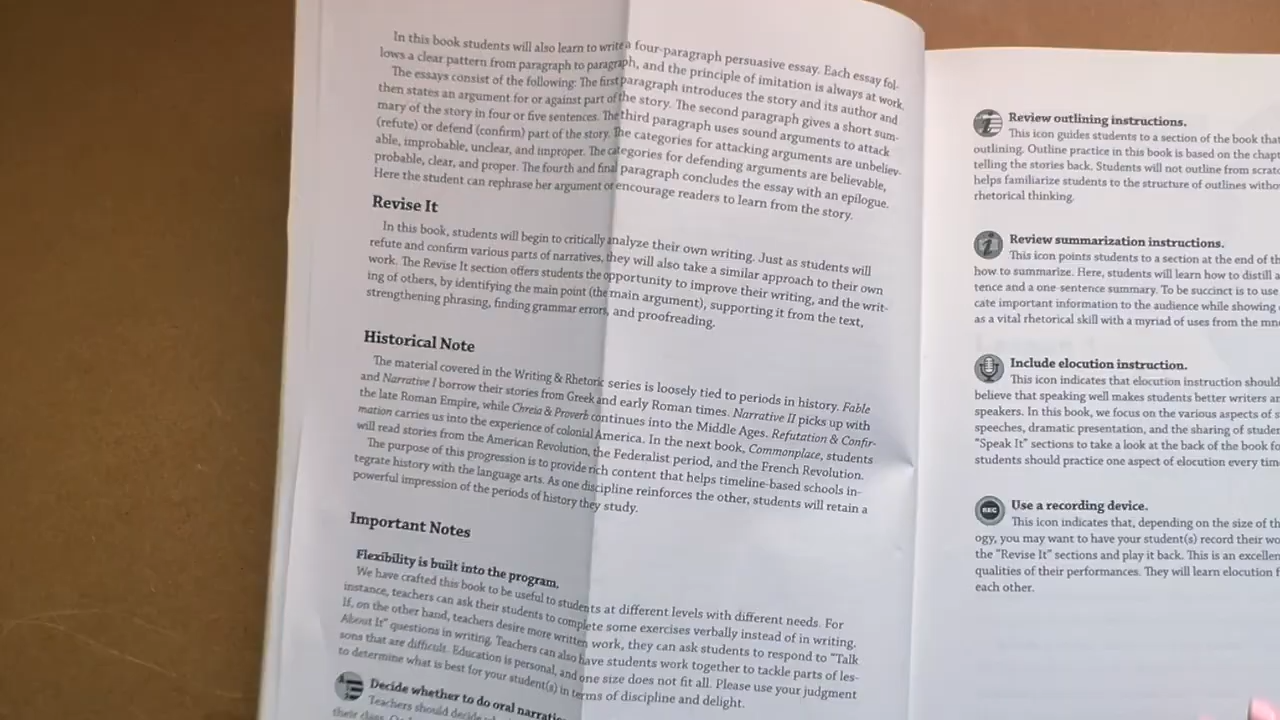 In this book students will also learn to write a four-paragraph persuasive essay. Each essay fol-
lows a clear pattern from paragraph to paragraph, and the principle of imitation is always at work.
The essays consist of the following: The first paragraph introduces the story and its author and
then states an argument for or against part of the story. The second paragraph gives a short sum-
mary of the story in four or five sentences. The third paragraph uses sound arguments to attack
(refute) or defend (confirm) part of the story. The categories for attacking arguments are unbeliev-
able, improbable, unclear, and improper. The categories for defending arguments are believable,
probable, clear, and proper. The fourth and final paragraph concludes the essay with an epilogue.
Here the student can rephrase her argument or encourage readers to learn from the story.
Revise It
In this book, students will begin to critically analyze their own writing. Just as students will
refute and confirm various parts of narratives, they will also take a similar approach to their own
work. The Revise It section offers students the opportunity to improve their writing, and the writ-
ing of others, by identifying the main point (the main argument), supporting it from the text,
strengthening phrasing, finding grammar errors, and proofreading.
Historical Note
The material covered in the Writing & Rhetoric series is loosely tied to periods in history. Fable
and Narrative I borrow their stories from Greek and early Roman times. Narrative II picks up with
the late Roman Empire, while Chreia & Proverb continues into the Middle Ages. Refutation & Confir-
mation carries us into the experience of colonial America. In the next book, Commonplace, students
will read stories from the American Revolution, the Federalist period, and the French Revolution.
The purpose of this progression is to provide rich content that helps timeline-based schools in-
tegrate history with the language arts. As one discipline reinforces the other, students will retain a
powerful impression of the periods of history they study.
Important Notes
Flexibility is built into the program.
We have crafted this book to be useful to students at different levels with different needs. For
instance, teachers can ask their students to complete some exercises verbally instead of in writing.
If, on the other hand, teachers desire more written work, they can ask students to respond to "Talk
About It" questions in writing. Teachers can also have students work together to tackle parts of les-
sons that are difficult. Education is personal, and one size does not fit all. Please use your judgment
to determine what is best for your student(s) in terms of discipline and delight.
Decide whether to do oral narrati
Teachers should decide
their class.
Review outlining instructions.
This icon guides students to a section of the book that
outlining. Outline practice in this book is based on the chapt
telling the stories back. Students will not outline from scratc
helps familiarize students to the structure of outlines witho
rhetorical thinking.
Review summarization instructions.
This icon points students to a section at the end of th
how to summarize. Here, students will learn how to distill a
tence and a one-sentence summary. To be succinct is to use
cate important information to the audience while showing
as a vital rhetorical skill with a myriad of uses from the mne
Include elocution instruction.
This icon indicates that elocution instruction should
believe that speaking well makes students better writers an
speakers. In this book, we focus on the various aspects of s
speeches, dramatic presentation, and the sharing of studen
"Speak It" sections to take a look at the back of the book fo
students should practice one aspect of elocution every tim
REC
Use a recording device.
This icon indicates that, depending on the size of th
ogy, you may want to have your student(s) record their wo
the "Revise It" sections and play it back. This is an excellen
qualities of their performances. They will learn elocution f
each other.